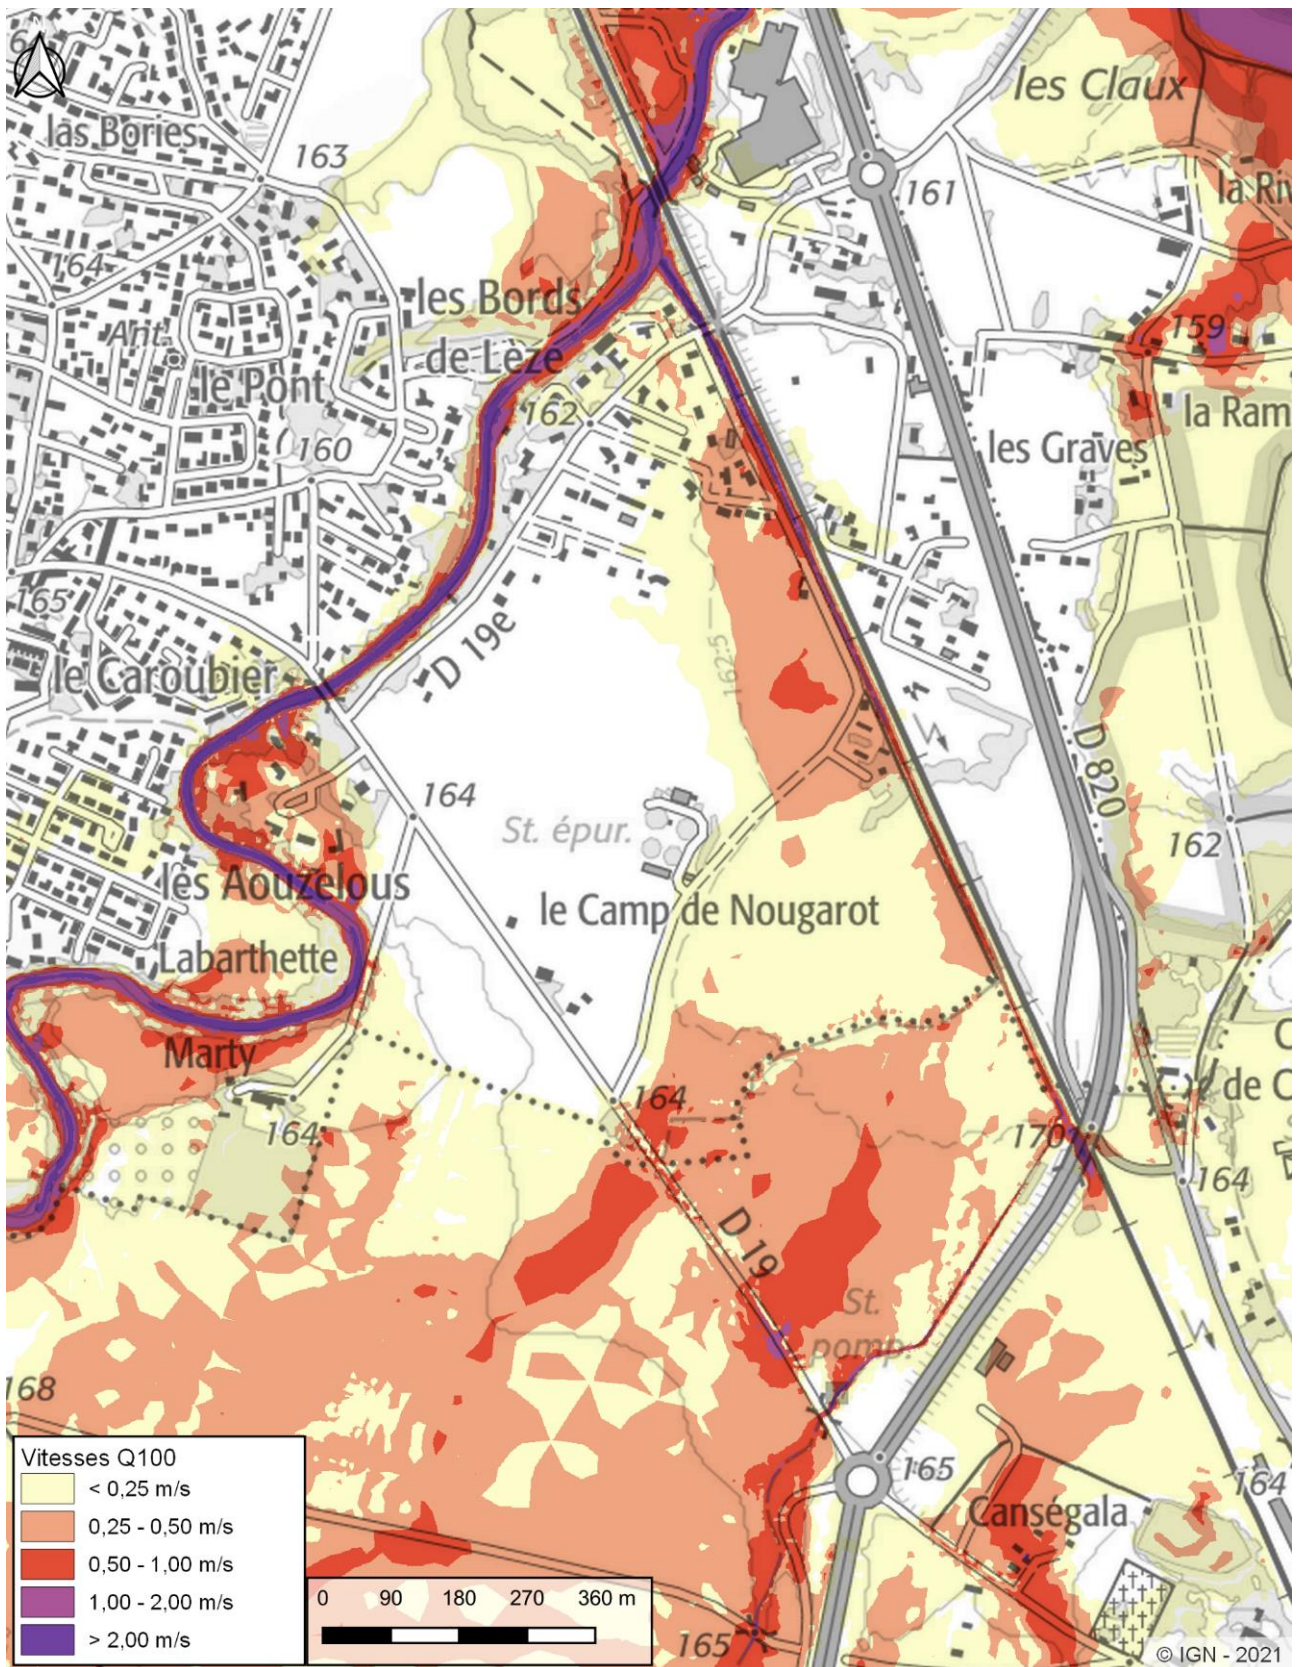 les Claux
las Bories
163
161
la Riv
164
les Bords
de Lèze
159
Ant.
le Pont
162
la Ram
160
les Graves
165
D 19e
162.5
le Caroubier
D 820
164
St. épur.
162
les Aouzelous
le Camp de Nougarot
Labarthette
Marty
164
164
170
de C
164
D 19
St.
pomp.
168
165
164
Canségala
165
Vitesses Q100
< 0,25 m/s
0,25 - 0,50 m/s
0,50 - 1,00 m/s
1,00 - 2,00 m/s
> 2,00 m/s
0 90 180 270 360 m
© IGN - 2021